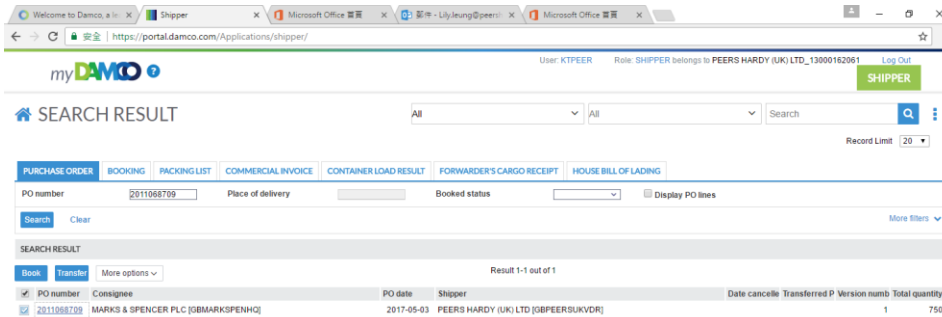 Welcome to Damco, a le
Shipper
Microsoft Office 首頁
郵件 - LilyJeung@peersh
Microsoft Office 首頁
安全 | https://portal.damco.com/Applications/shipper/
User: KTPEER Role: SHIPPER belongs to PEERS HARDY (UK) LTD_13000162061 Log Out
my DAMCO ?
SHIPPER
SEARCH RESULT All All Search
Record Limit 20
PURCHASE ORDER BOOKING PACKING LIST COMMERCIAL INVOICE CONTAINER LOAD RESULT FORWARDER'S CARGO RECEIPT HOUSE BILL OF LADING
PO number 2011068709 Place of delivery Booked status Display PO lines
Search Clear More filters
SEARCH RESULT
Book Transfer More options Result 1-1 out of 1
PO number Consignee PO date Shipper Date cancelle Transferred P Version numb Total quantity
2011068709 MARKS & SPENCER PLC [GBMARKSPENHQ] 2017-05-03 PEERS HARDY (UK) LTD [GBPEERSUKVDR] 1 750